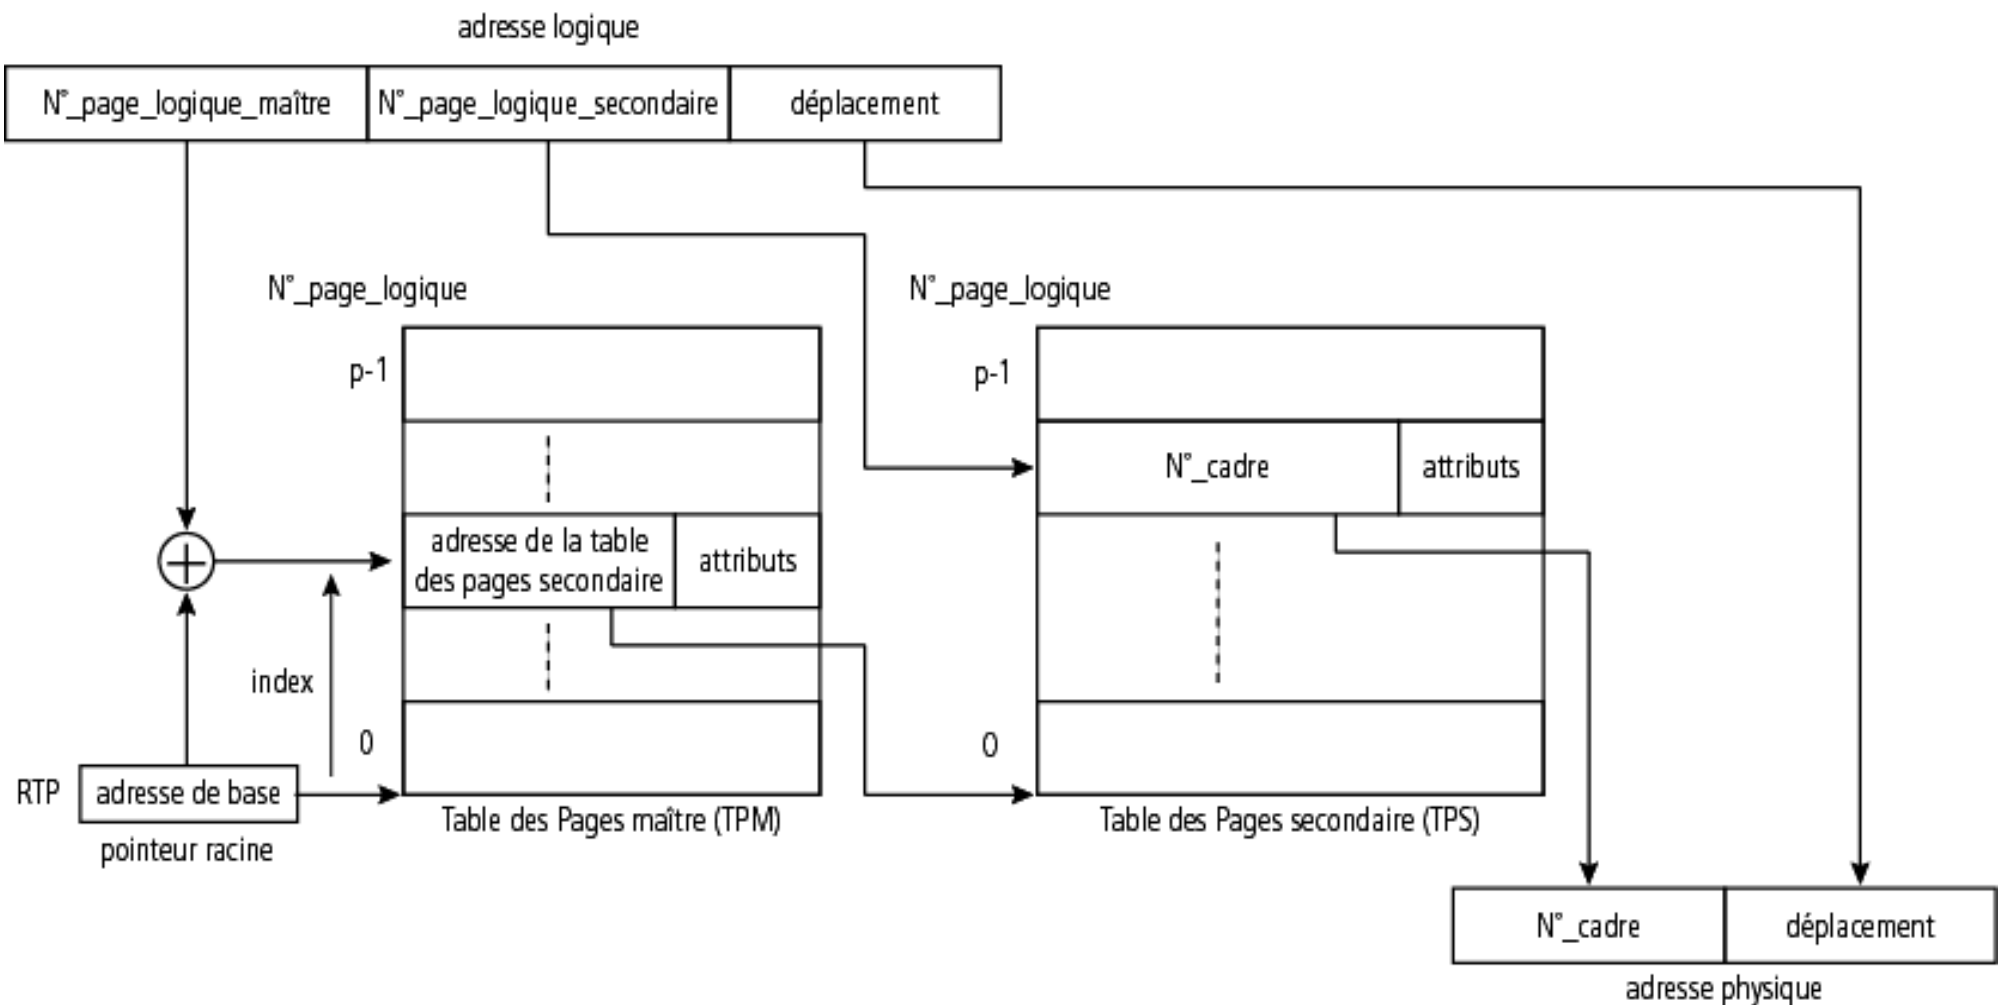 adresse logique
N°_page_logique_maître
N°_page_logique_secondaire
déplacement
N°_page_logique
N°_page_logique
p-1
p-1
N°_cadre
attributs
adresse de la table
des pages secondaire
attributs
index
0
0
RTP
adresse de base
pointeur racine
Table des Pages maître (TPM)
Table des Pages secondaire (TPS)
N°_cadre
déplacement
adresse physique